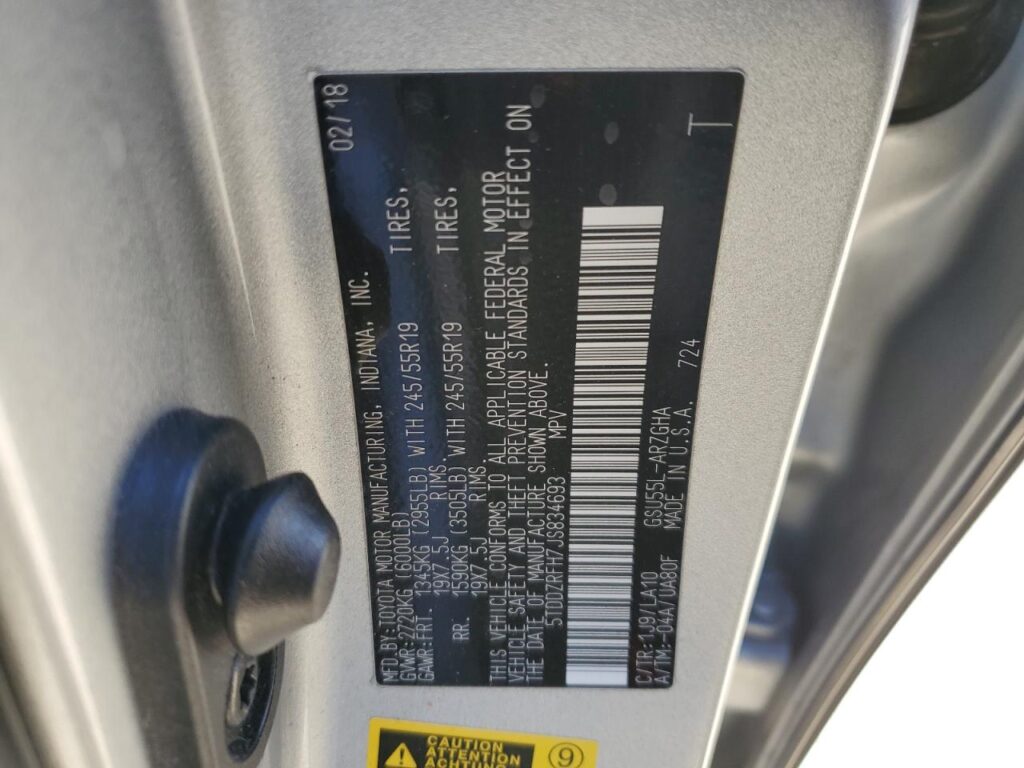 MFD.BY:TOYOTA MOTOR MANUFACTURING, INDIANA, INC. 02/18
GVWR:2720KG(6000LB)
GAWR:FRT. 1345KG (2955LB) WITH 245/55R19 TIRES,
19X7.5J RIMS
RR. 1590KG (3505LB) WITH 245/55R19 TIRES,
19X7.5J RIMS
THIS VEHICLE CONFORMS TO ALL APPLICABLE FEDERAL MOTOR
VEHICLE SAFETY AND THEFT PREVENTION STANDARDS IN EFFECT ON
THE DATE OF MANUFACTURE SHOWN ABOVE.
5TDDZRFH7JS834693 MPV
C/TR:1J9/LA10 GSU55L-ARZGHA
A/TM:-04A/UA80F MADE IN U.S.A. 724
T
CAUTION
ATTENTION
ACHTUNG
9